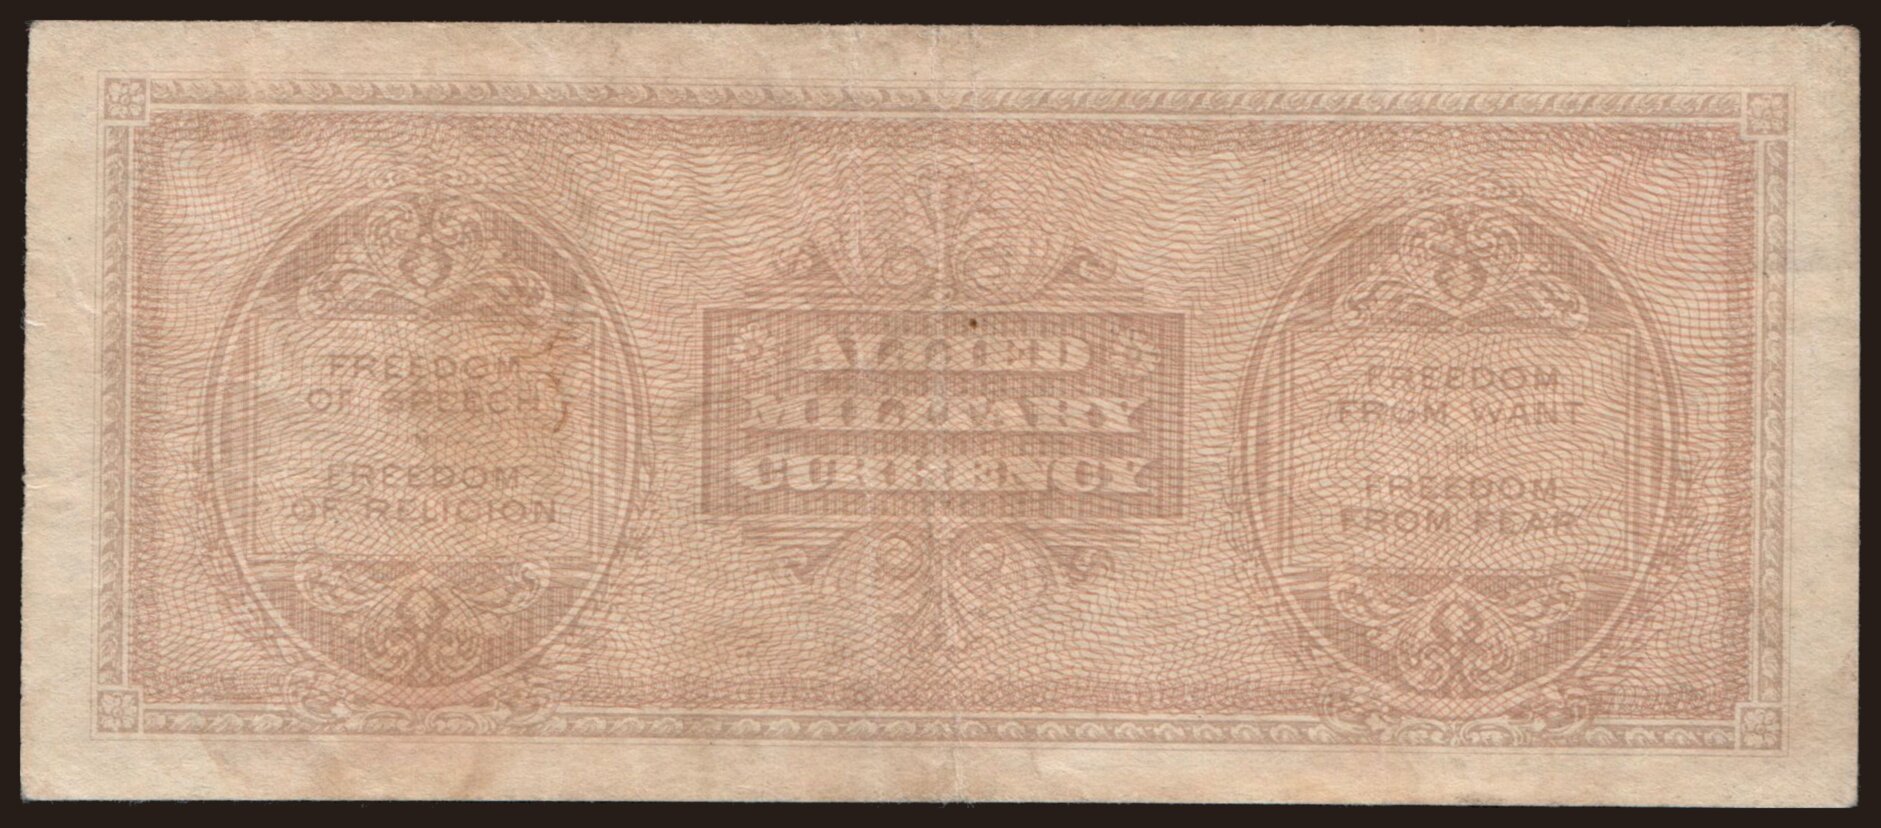 FREEDOM
OF SPEECH
FREEDOM
OF RELIGION
ALLIED
MILITARY
CURRENCY
FREEDOM
FROM WANT
FREEDOM
FROM FEAR